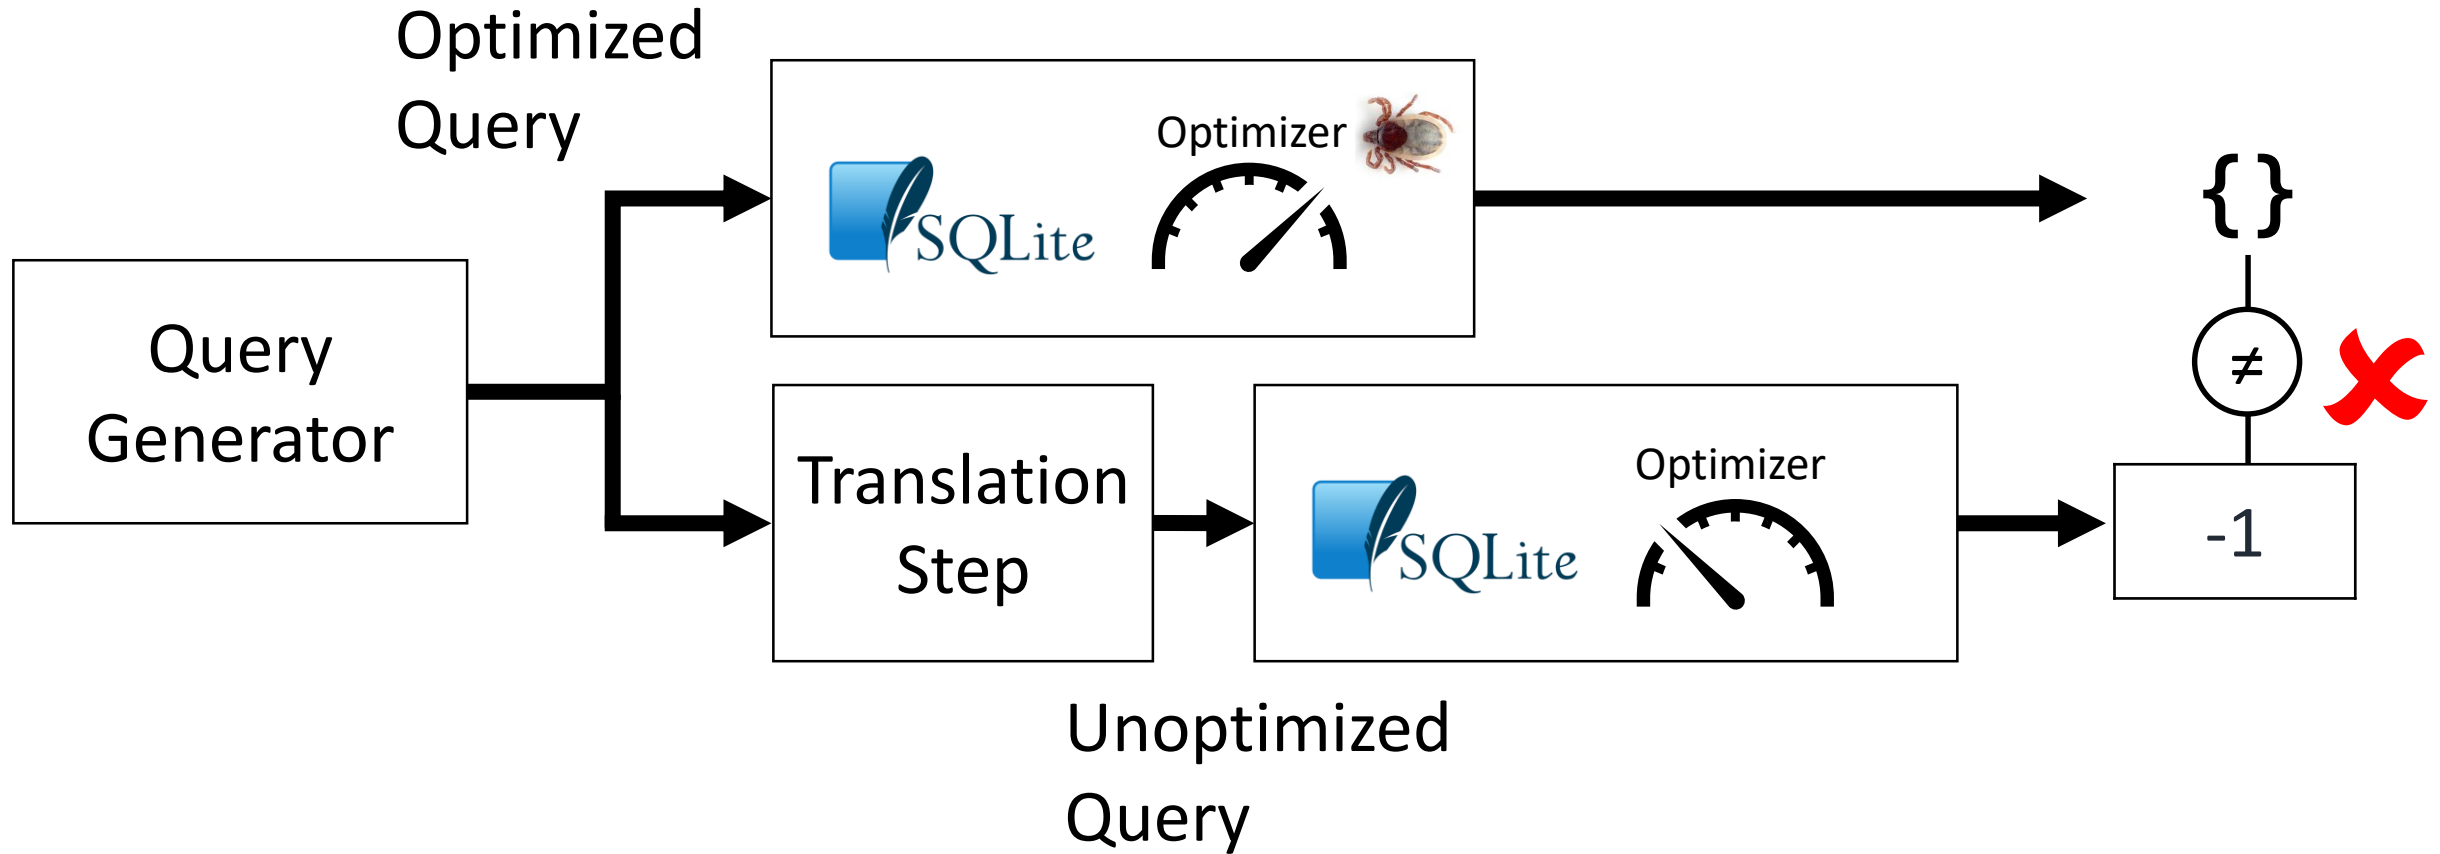 Optimized
Query
Optimizer
SQLite
{}
Query
Generator
≠
Translation
Step
Optimizer
SQLite
-1
Unoptimized
Query